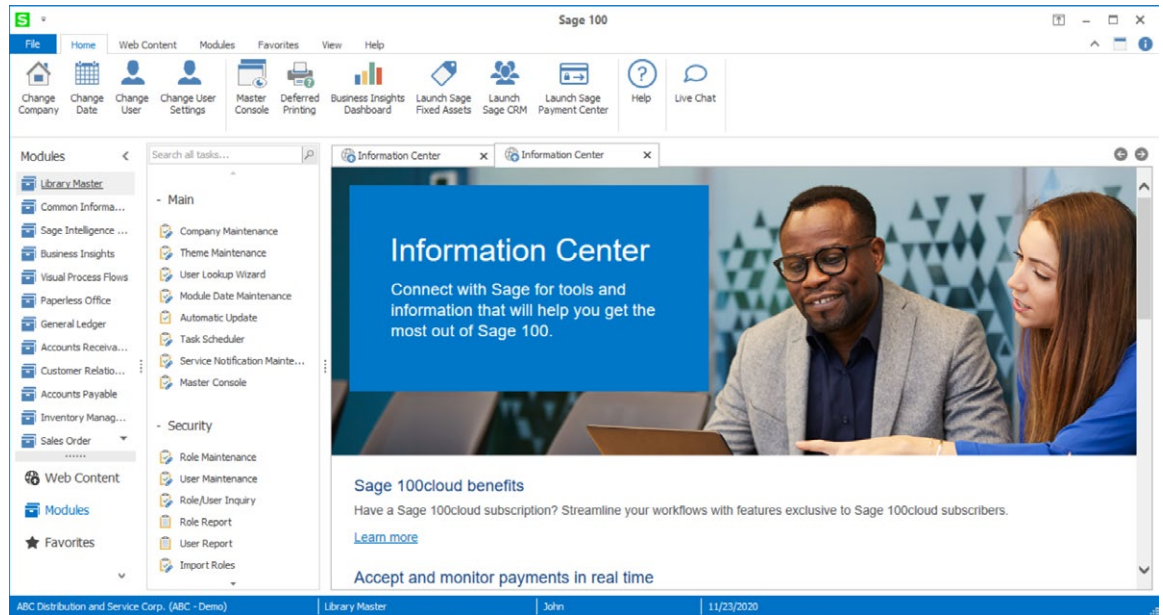 S
Sage 100
File Home Web Content Modules Favorites View Help
Change Company
Change Date
Change User
Change User Settings
Master Console
Deferred Printing
Business Insights Dashboard
Launch Sage Fixed Assets
Launch Sage CRM
Launch Sage Payment Center
Help
Live Chat
Modules
Library Master
Common Informa...
Sage Intelligence ...
Business Insights
Visual Process Flows
Paperless Office
General Ledger
Accounts Receiva...
Customer Relatio...
Accounts Payable
Inventory Manag...
Sales Order
Web Content
Modules
Favorites
Search all tasks...
- Main
Company Maintenance
Theme Maintenance
User Lookup Wizard
Module Date Maintenance
Automatic Update
Task Scheduler
Service Notification Mainte...
Master Console
- Security
Role Maintenance
User Maintenance
Role/User Inquiry
Role Report
User Report
Import Roles
Information Center x Information Center x
Information Center
Connect with Sage for tools and
information that will help you get the
most out of Sage 100.
Sage 100cloud benefits
Have a Sage 100cloud subscription? Streamline your workflows with features exclusive to Sage 100cloud subscribers.
Learn more
Accept and monitor payments in real time
ABC Distribution and Service Corp. (ABC - Demo) Library Master John 11/23/2020